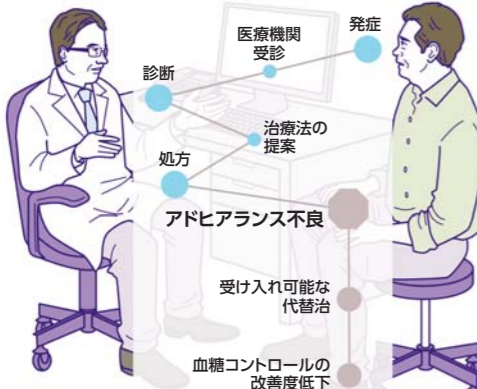 発症
医療機関
受診
診断
治療法の
提案
処方
アドヒアランス不良
受け入れ可能な
代替治
血糖コントロールの
改善度低下